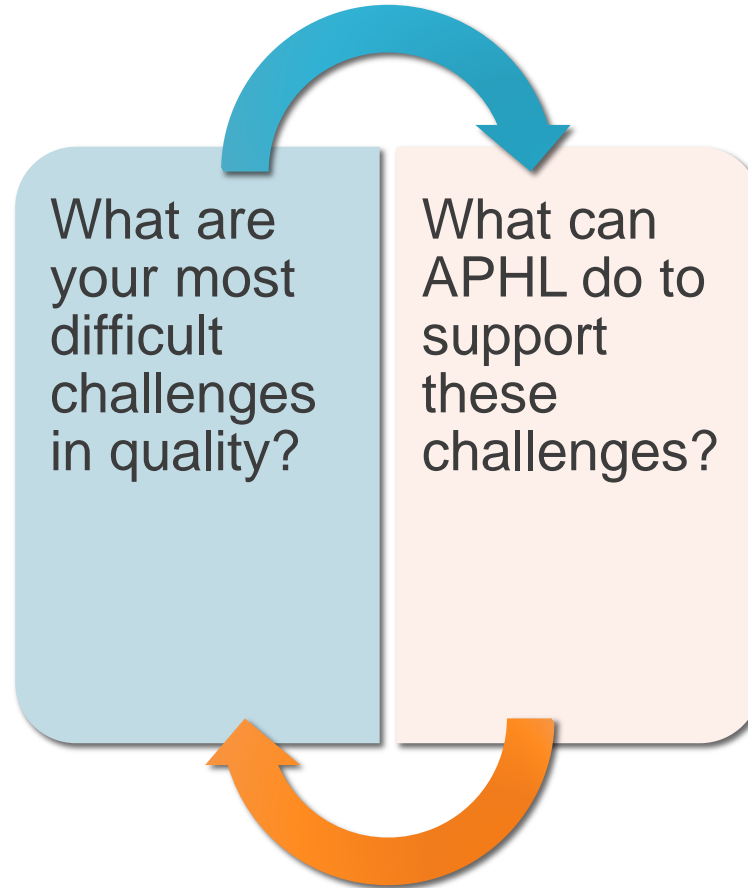 What are
your most
difficult
challenges
in quality?
What can
APHL do to
support
these
challenges?